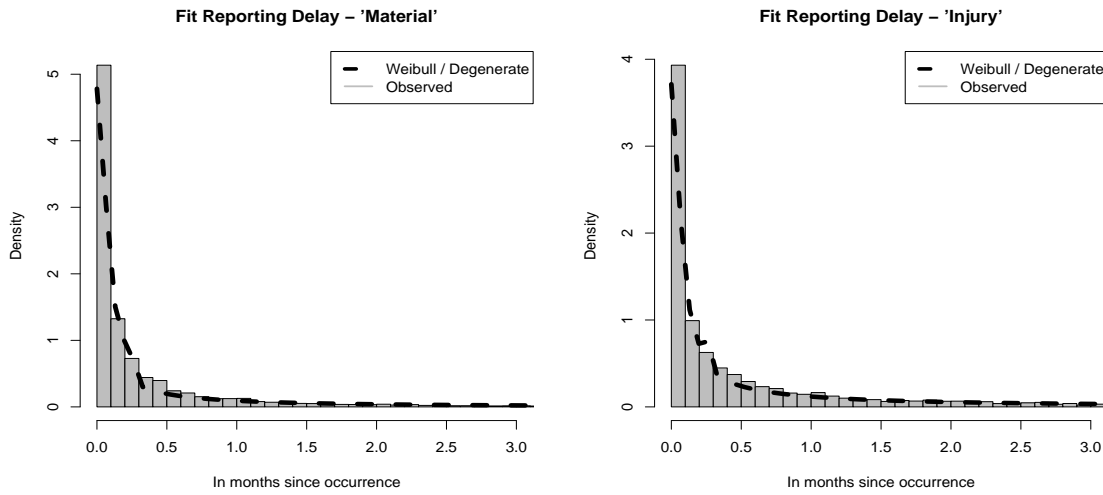 Fit Reporting Delay – 'Material'
Weibull / Degenerate
Observed
Density
5
4
3
2
1
0
0.0 0.5 1.0 1.5 2.0 2.5 3.0
In months since occurrence
Fit Reporting Delay – 'Injury'
Weibull / Degenerate
Observed
Density
4
3
2
1
0
0.0 0.5 1.0 1.5 2.0 2.5 3.0
In months since occurrence